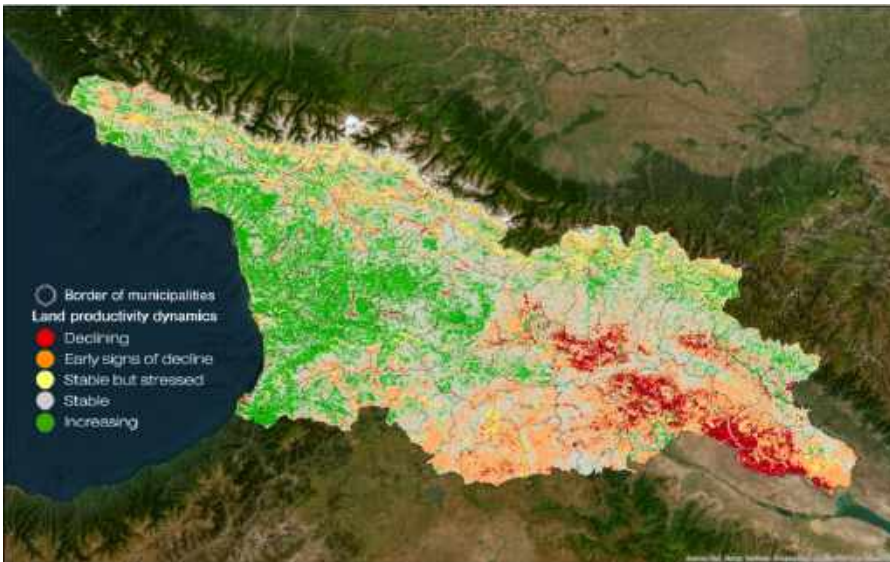 Border of municipalities
Land productivity dynamics
Declining
Early signs of decline
Stable but stressed
Stable
Increasing